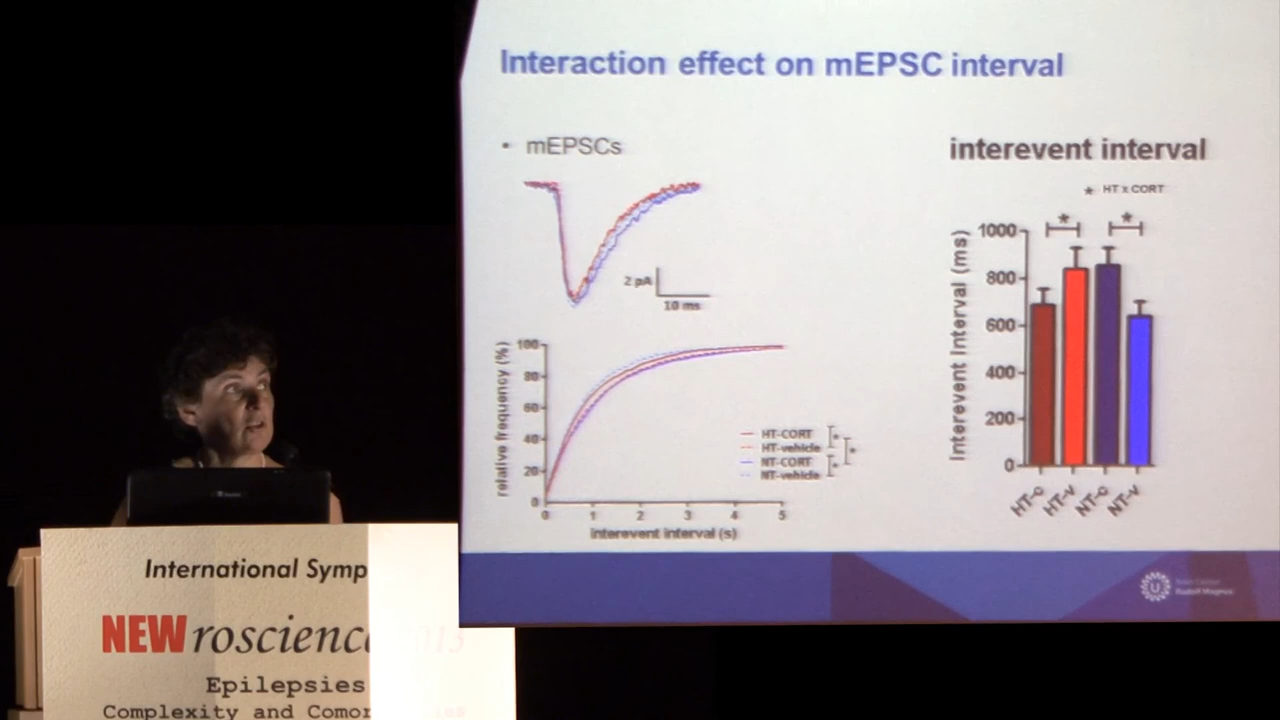 Interaction effect on mEPSC interval
• mEPSCs
2 pA
10 ms
relative frequency (%)
100
80
60
40
20
0
0 1 2 3 4 5
interevent interval (s)
HT-CORT
HT-vehicle
NT-CORT
NT-vehicle
interevent interval
* HT x CORT
Interevent Interval (ms)
1000
800
600
400
200
0
HT-c HT-v NT-c NT-v
Rudolf Magnus
International Symp
NEWroscience 2013
Epilepsies
Complexity and Comor